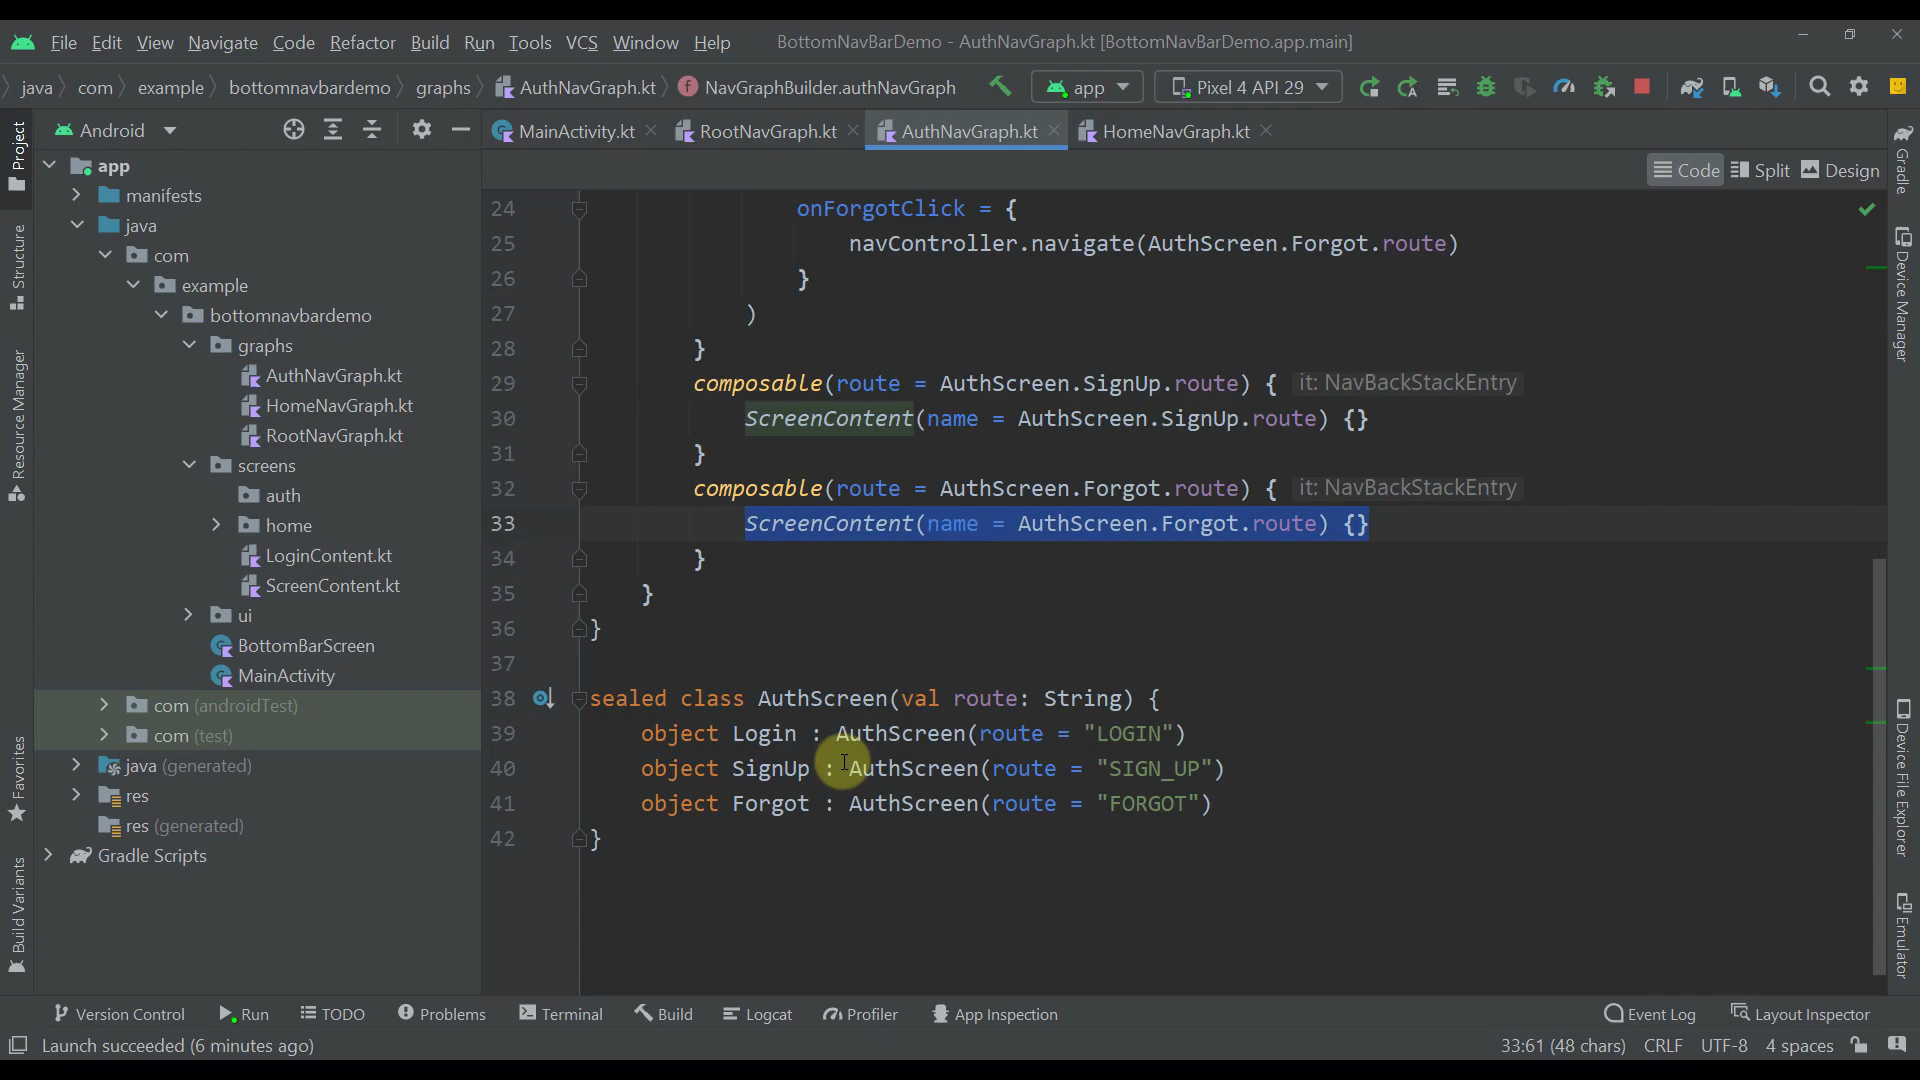 File Edit View Navigate Code Refactor Build Run Tools VCS Window Help BottomNavBarDemo - AuthNavGraph.kt [BottomNavBarDemo.app.main]
java com example bottomnavbardemo graphs AuthNavGraph.kt NavGraphBuilder.authNavGraph app Pixel 4 API 29
Android
MainActivity.kt RootNavGraph.kt AuthNavGraph.kt HomeNavGraph.kt
Code Split Design
Project
Structure
Resource Manager
Favorites
Build Variants
app
manifests
java
com
example
bottomnavbardemo
graphs
AuthNavGraph.kt
HomeNavGraph.kt
RootNavGraph.kt
screens
auth
home
LoginContent.kt
ScreenContent.kt
ui
BottomBarScreen
MainActivity
com (androidTest)
com (test)
java (generated)
res
res (generated)
Gradle Scripts
24 onForgotClick = {
25 navController.navigate(AuthScreen.Forgot.route)
26 }
27 )
28 }
29 composable(route = AuthScreen.SignUp.route) { it: NavBackStackEntry
30 ScreenContent(name = AuthScreen.SignUp.route) {}
31 }
32 composable(route = AuthScreen.Forgot.route) { it: NavBackStackEntry
33 ScreenContent(name = AuthScreen.Forgot.route) {}
34 }
35 }
36 }
37
38 sealed class AuthScreen(val route: String) {
39 object Login : AuthScreen(route = "LOGIN")
40 object SignUp : AuthScreen(route = "SIGN_UP")
41 object Forgot : AuthScreen(route = "FORGOT")
42 }
Gradle
Device Manager
Device File Explorer
Emulator
Version Control Run TODO Problems Terminal Build Logcat Profiler App Inspection Event Log Layout Inspector
Launch succeeded (6 minutes ago) 33:61 (48 chars) CRLF UTF-8 4 spaces